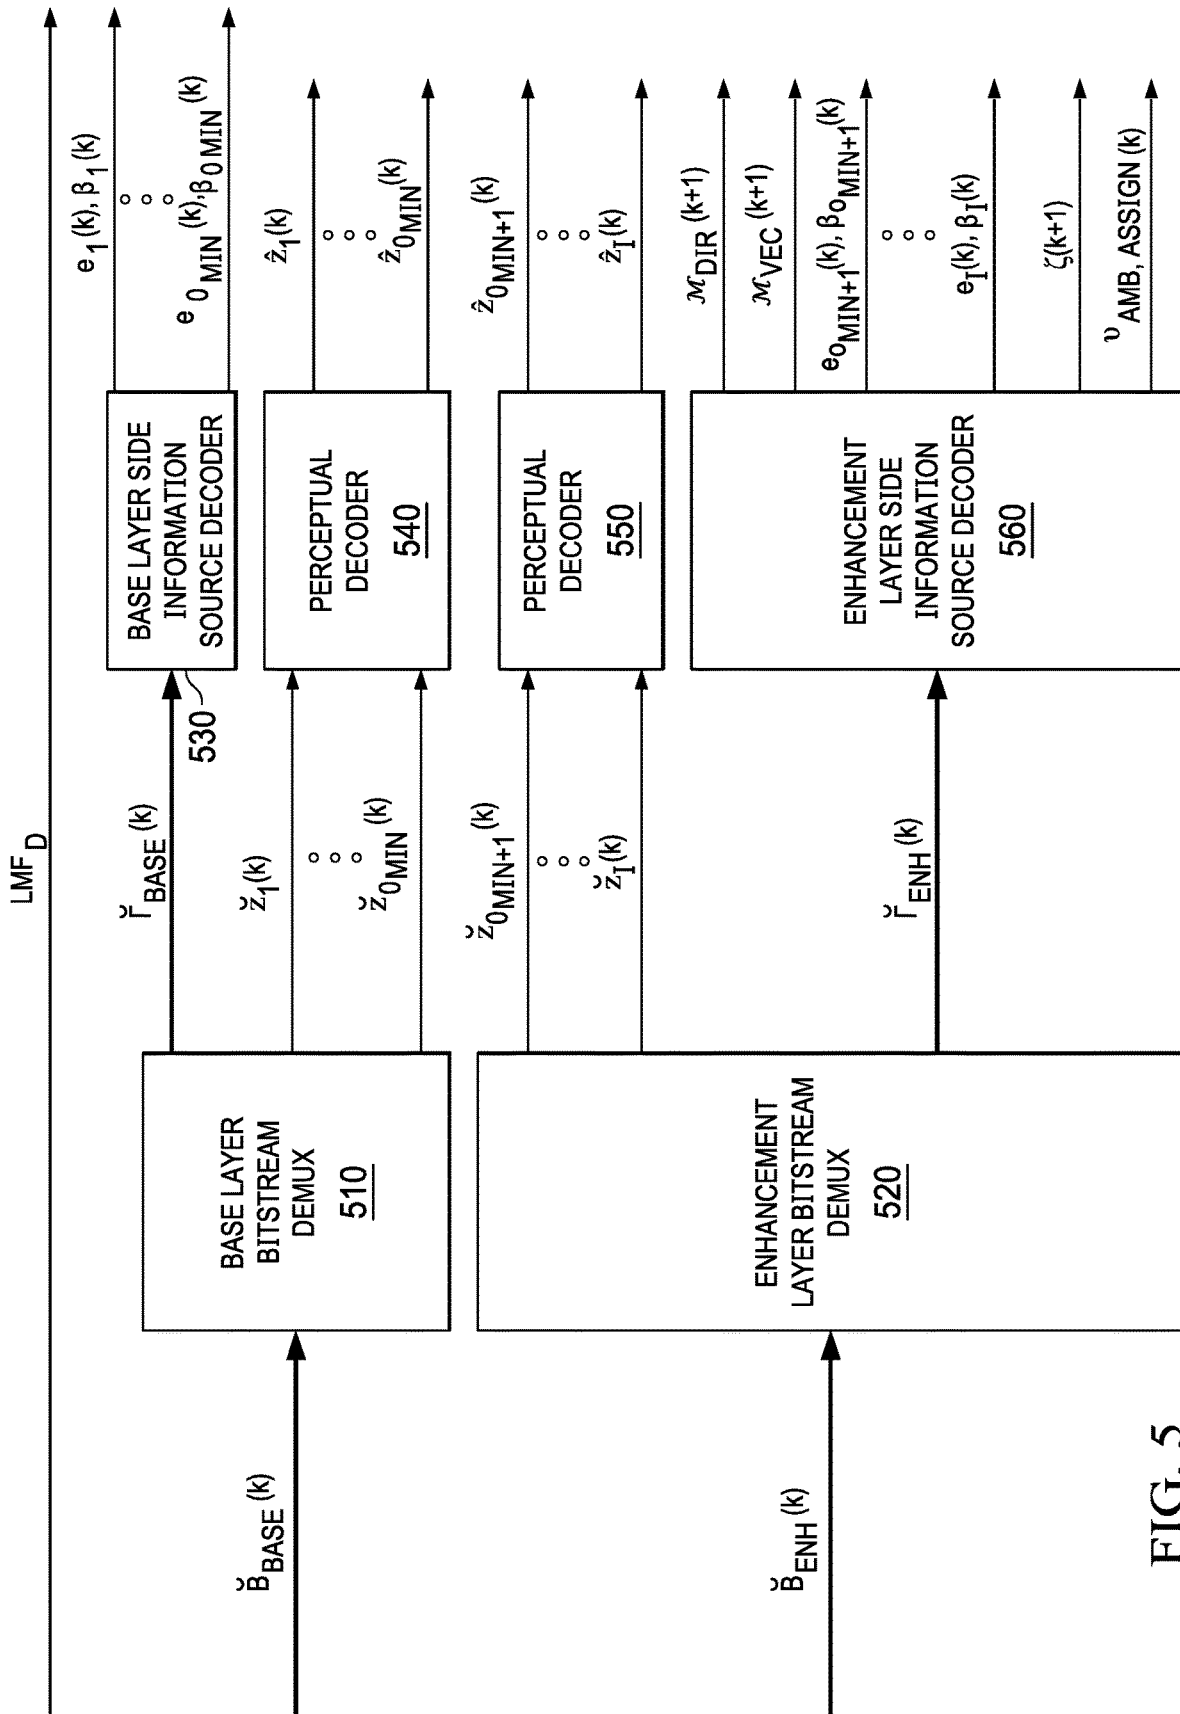 LMF_D
B̆_BASE(k)
BASE LAYER
BITSTREAM
DEMUX
510
Γ̆_BASE(k)
z̆_1(k)
z̆_0MIN(k)
530
BASE LAYER SIDE
INFORMATION
SOURCE DECODER
e_1(k), β_1(k)
e_0MIN(k), β_0MIN(k)
PERCEPTUAL
DECODER
540
ẑ_1(k)
ẑ_0MIN(k)
B̆_ENH(k)
ENHANCEMENT
LAYER BITSTREAM
DEMUX
520
z̆_0MIN+1(k)
z̆_I(k)
Γ̆_ENH(k)
PERCEPTUAL
DECODER
550
ẑ_0MIN+1(k)
ẑ_I(k)
ENHANCEMENT
LAYER SIDE
INFORMATION
SOURCE DECODER
560
ℳ_DIR(k+1)
ℳ_VEC(k+1)
e_0MIN+1(k), β_0MIN+1(k)
e_I(k), β_I(k)
ζ(k+1)
υ_AMB, ASSIGN(k)
FIG. 5